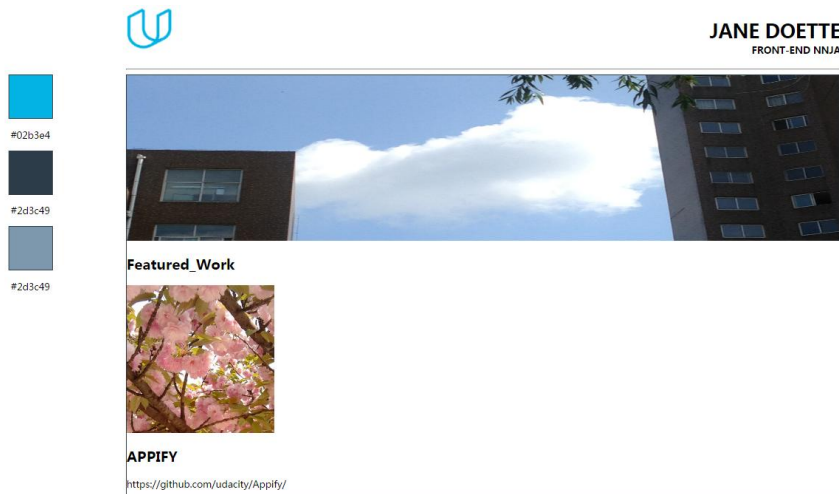 JANE DOETTE
FRONT-END NNJA
#02b3e4
#2d3c49
#2d3c49
Featured_Work
APPIFY
https://github.com/udacity/Appify/